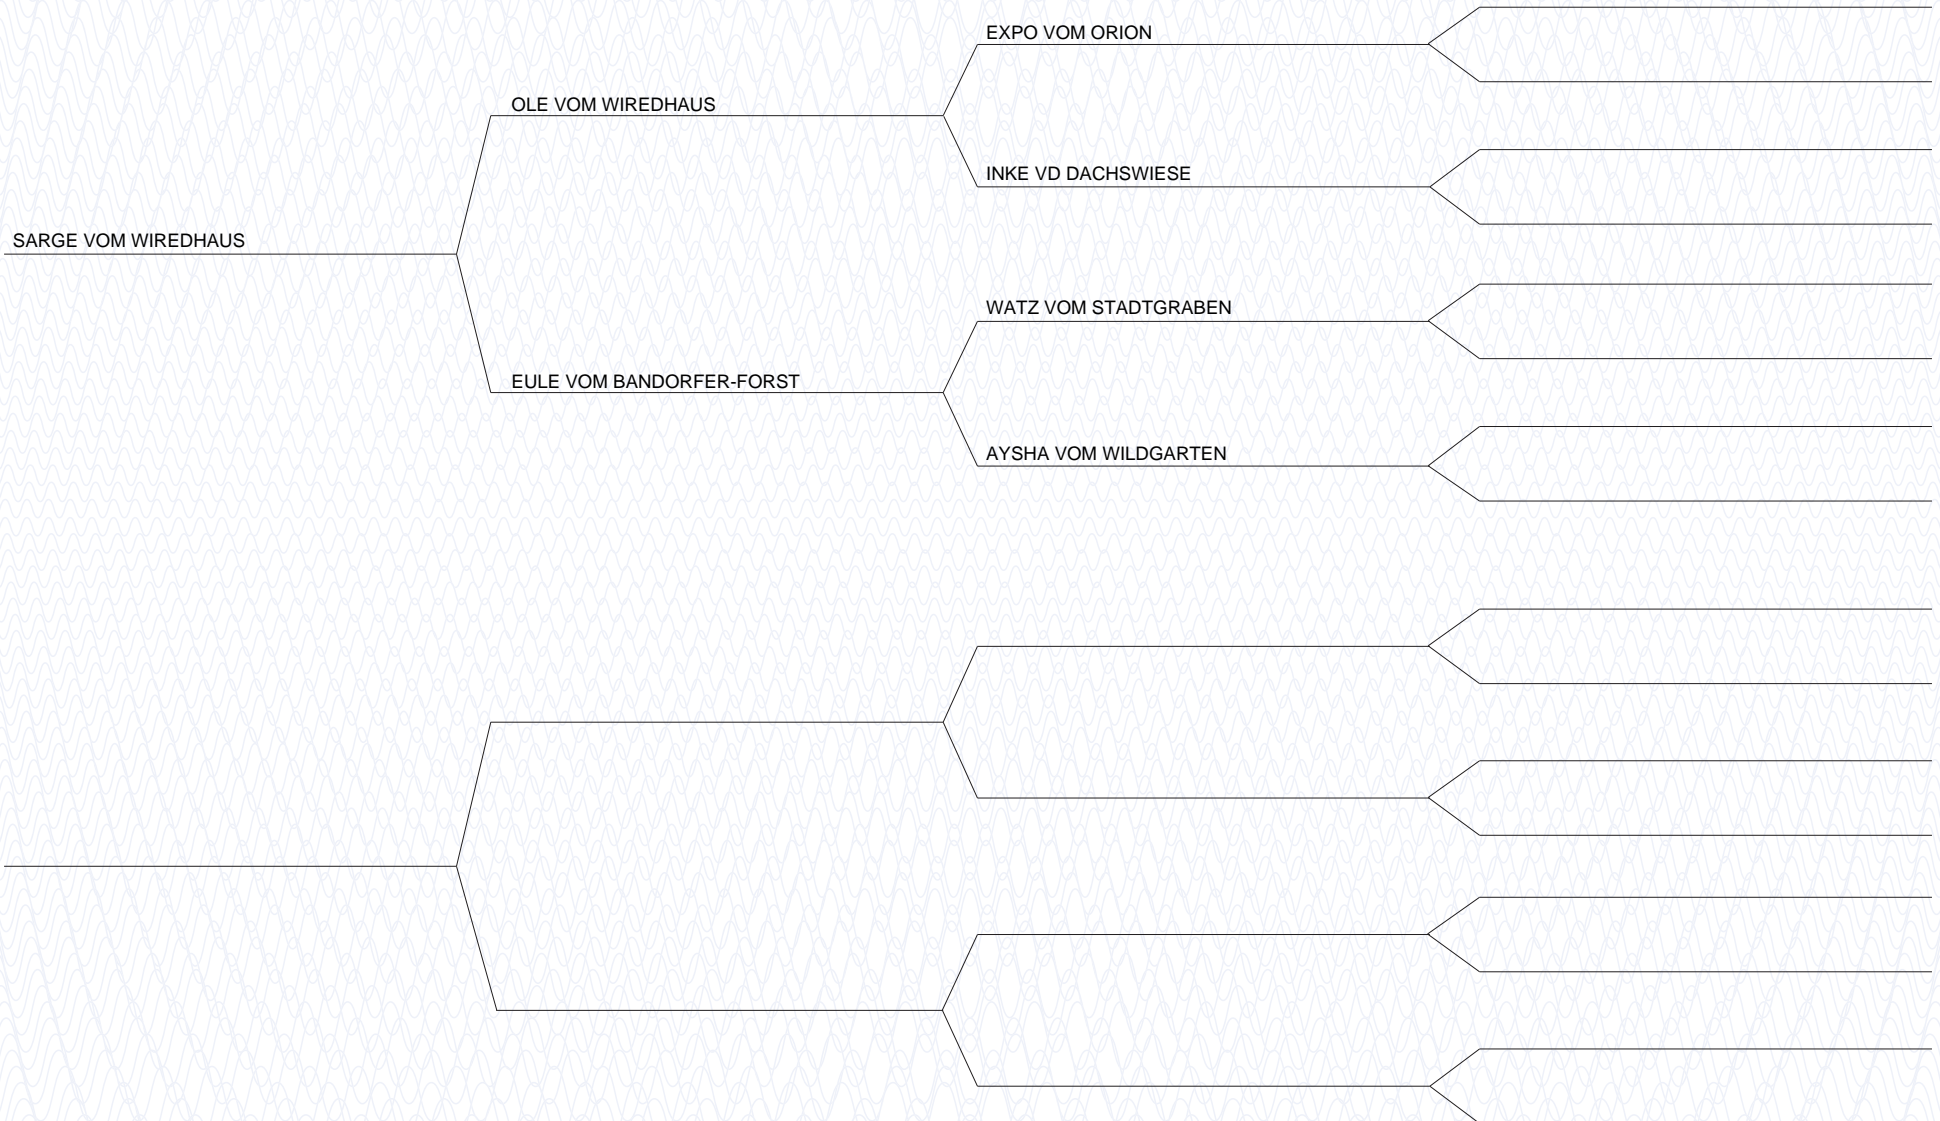 EXPO VOM ORION
OLE VOM WIREDHAUS
INKE VD DACHSWIESE
SARGE VOM WIREDHAUS
WATZ VOM STADTGRABEN
EULE VOM BANDORFER-FORST
AYSHA VOM WILDGARTEN